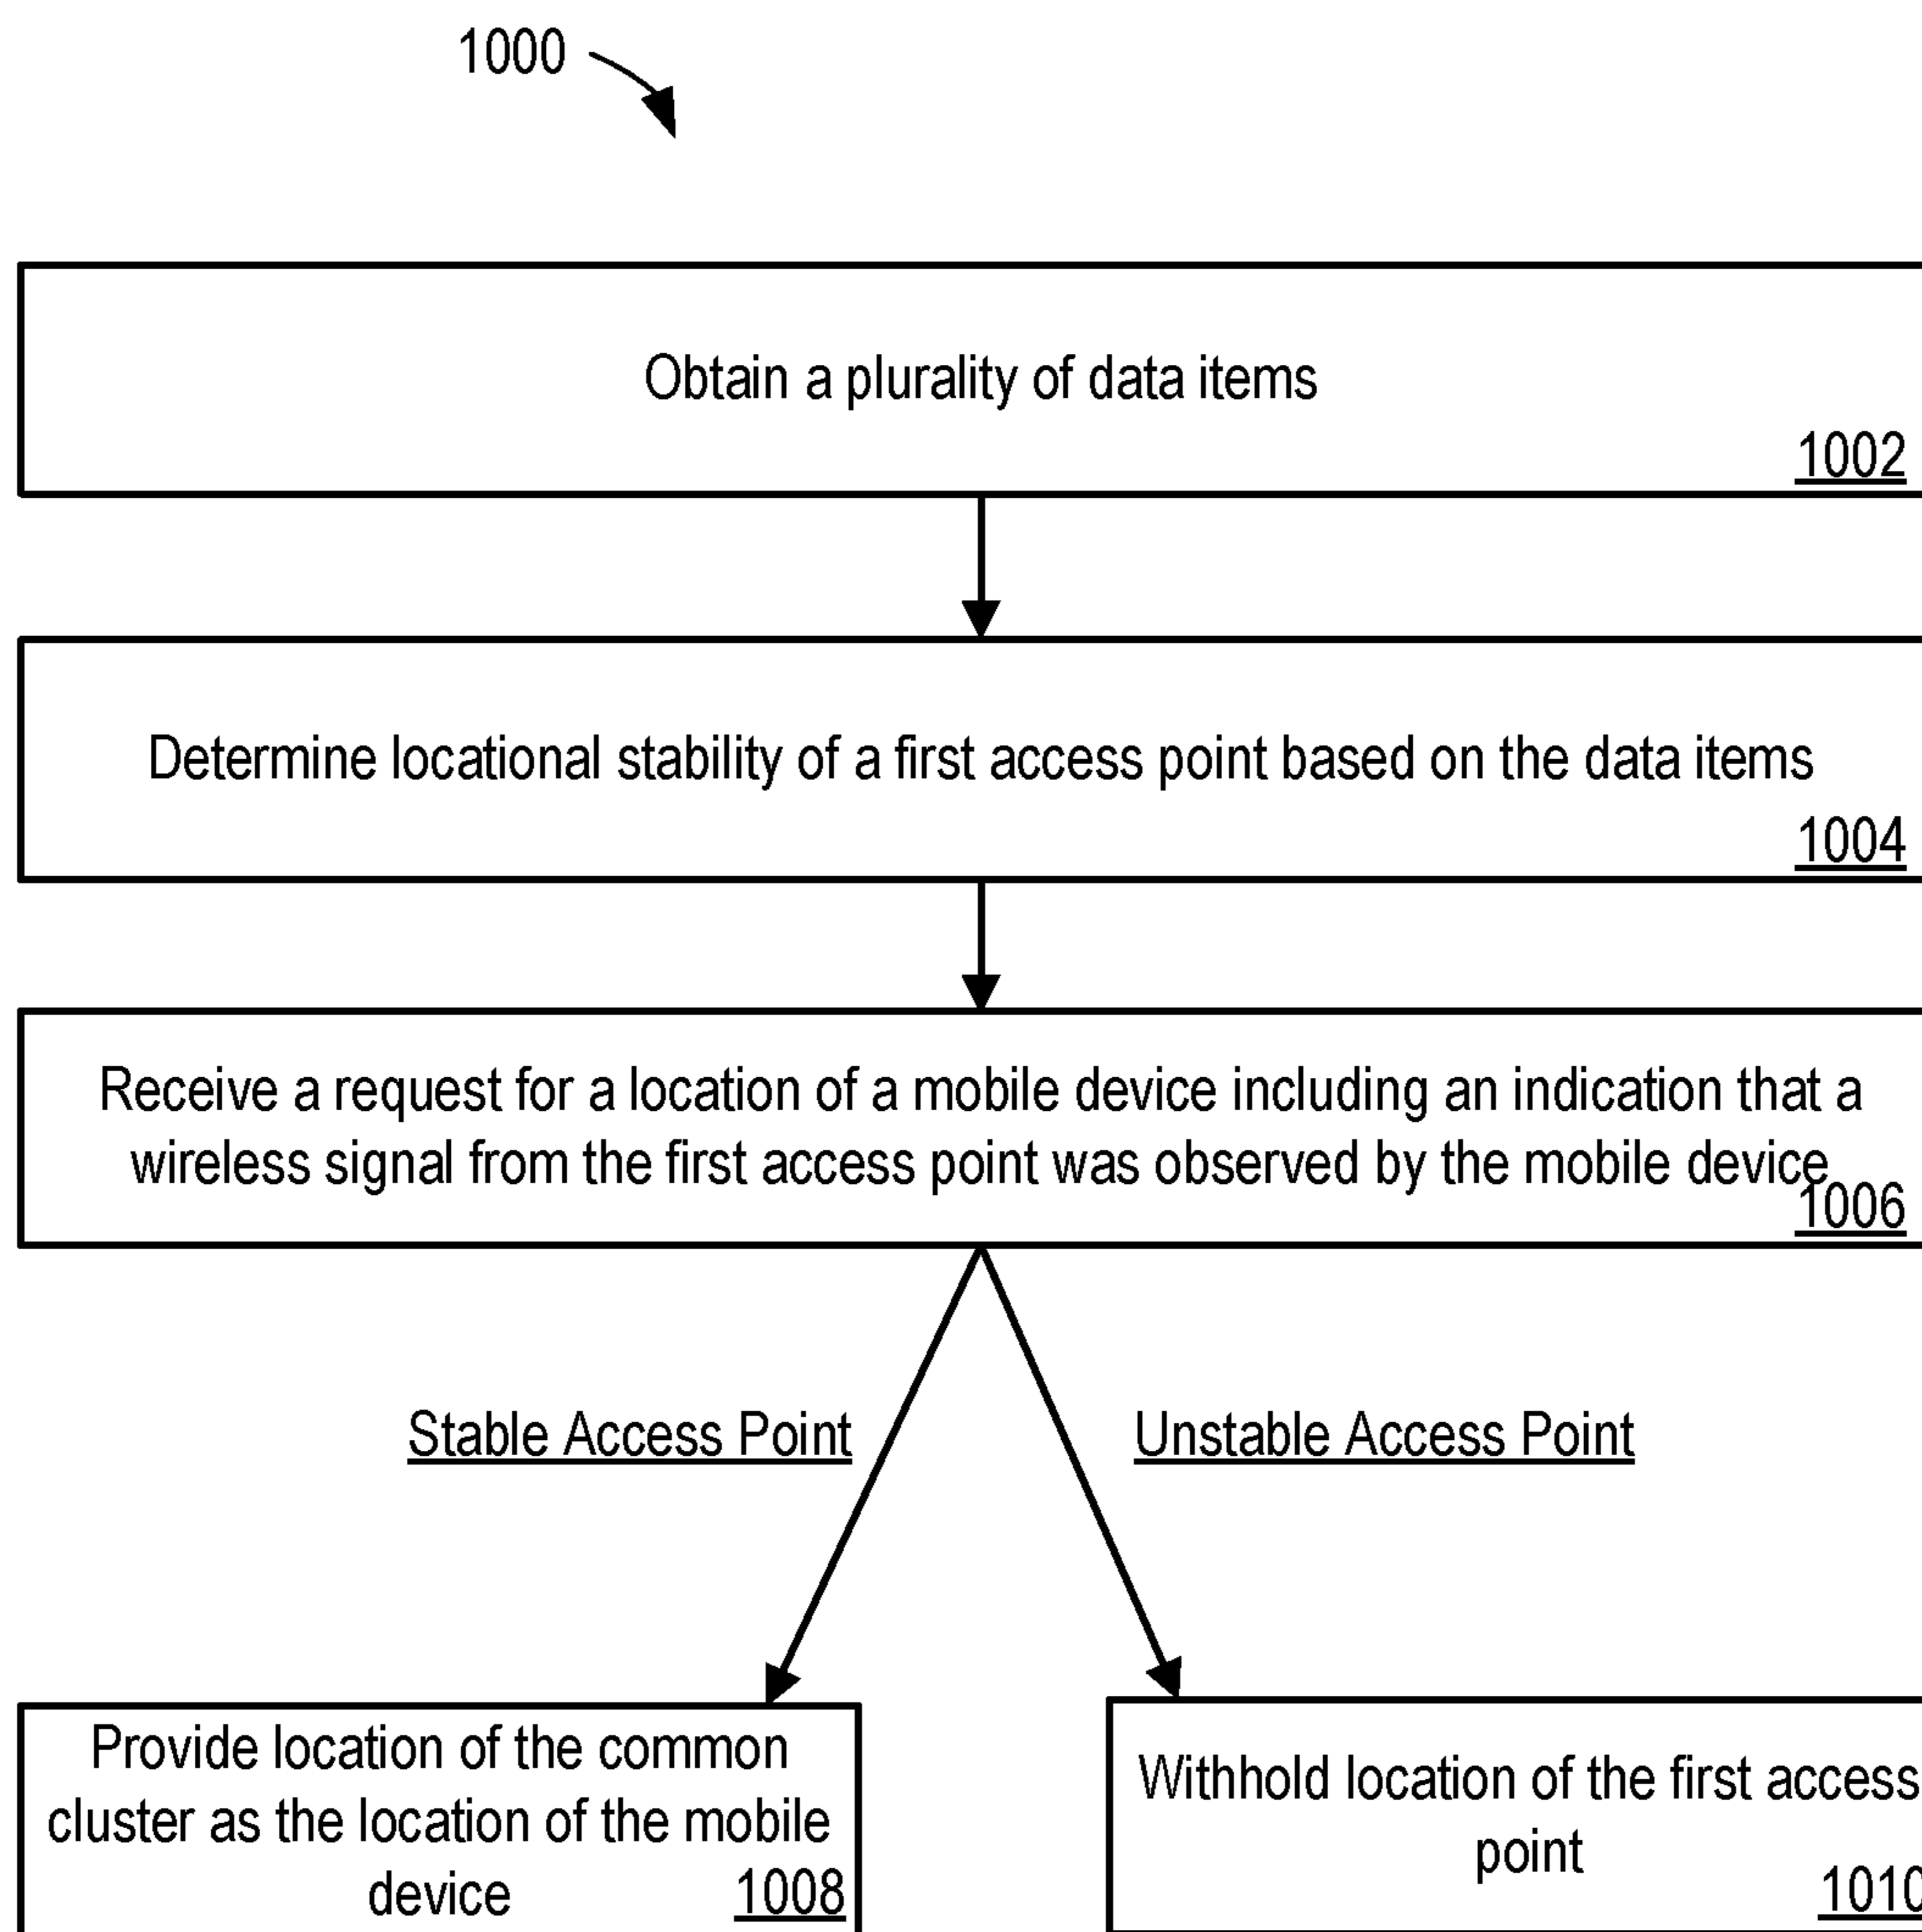 1000
Obtain a plurality of data items
1002
Determine locational stability of a first access point based on the data items
1004
Receive a request for a location of a mobile device including an indication that a
wireless signal from the first access point was observed by the mobile device
1006
Stable Access Point
Unstable Access Point
Provide location of the common
cluster as the location of the mobile
device
1008
Withhold location of the first access
point
1010